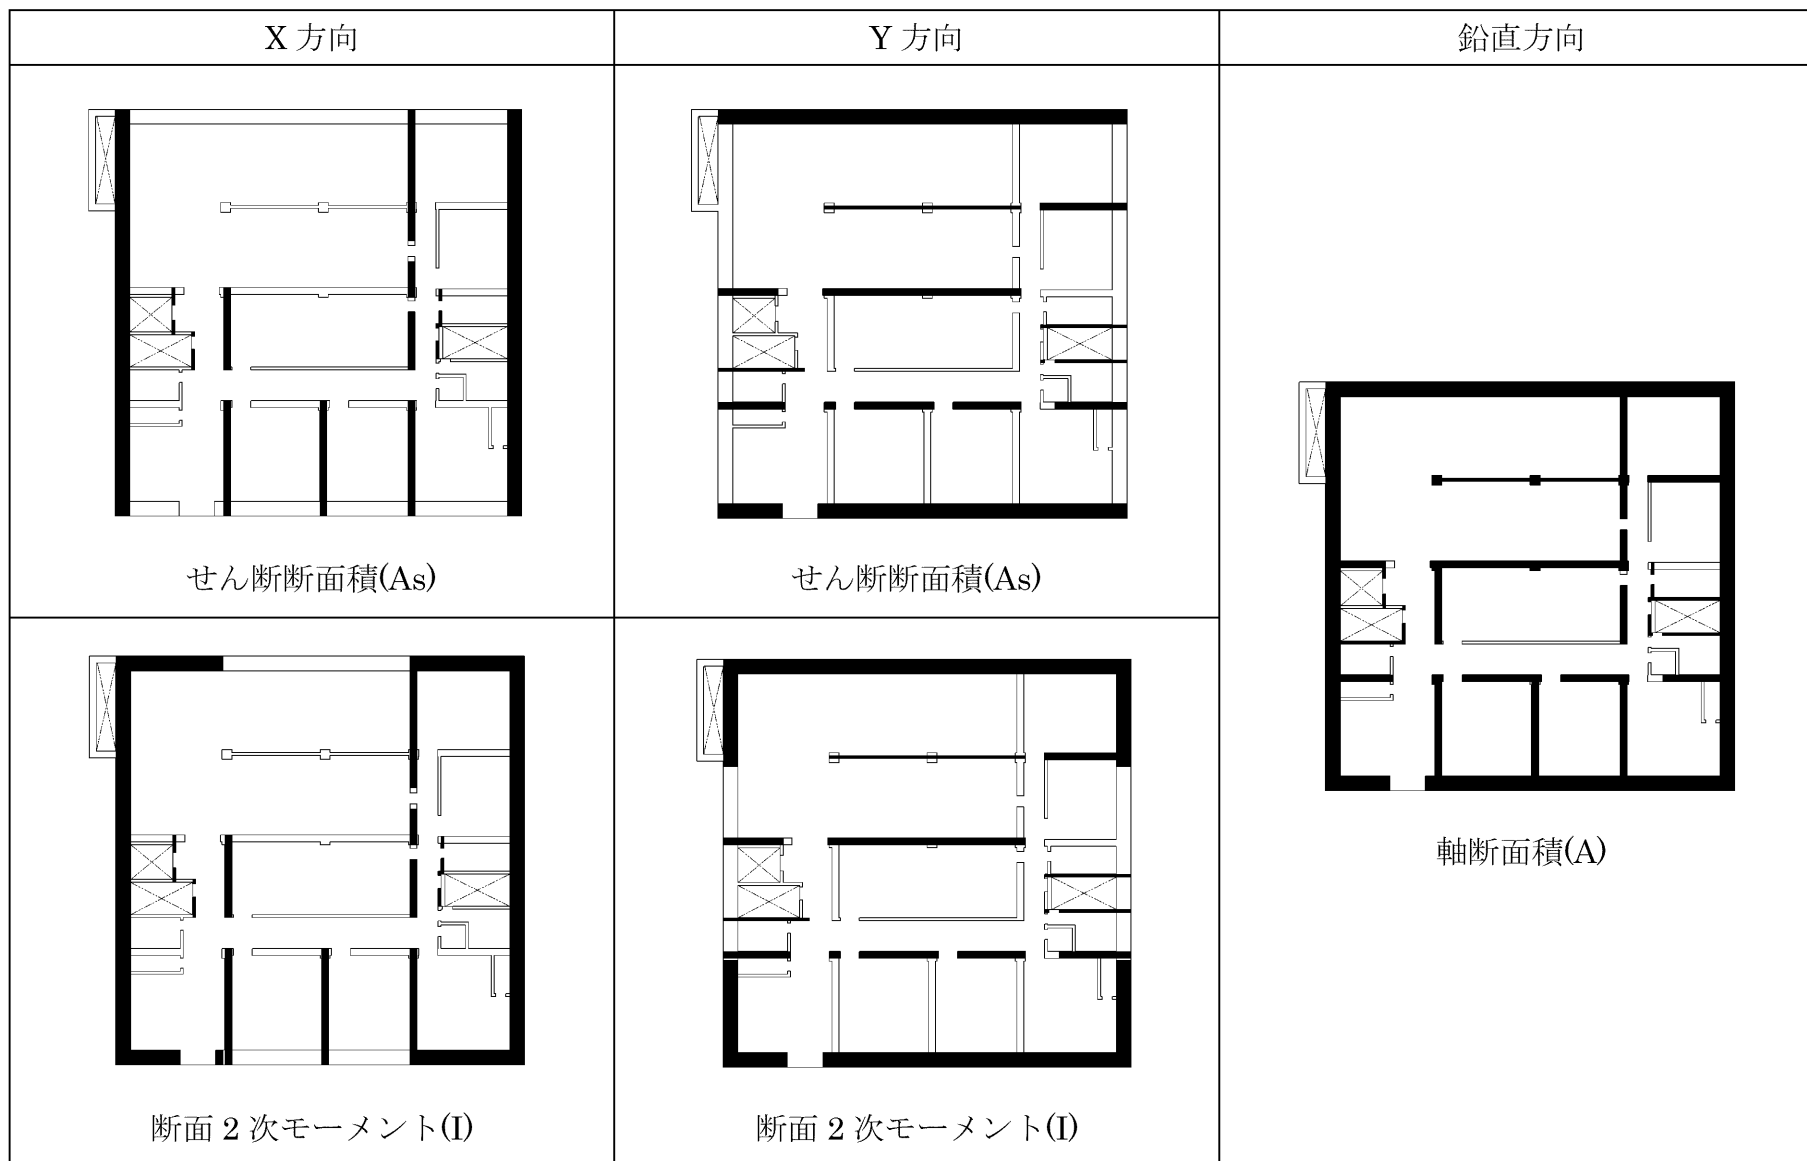 X 方向
Y 方向
鉛直方向
せん断断面積(As)
せん断断面積(As)
軸断面積(A)
断面 2 次モーメント(I)
断面 2 次モーメント(I)